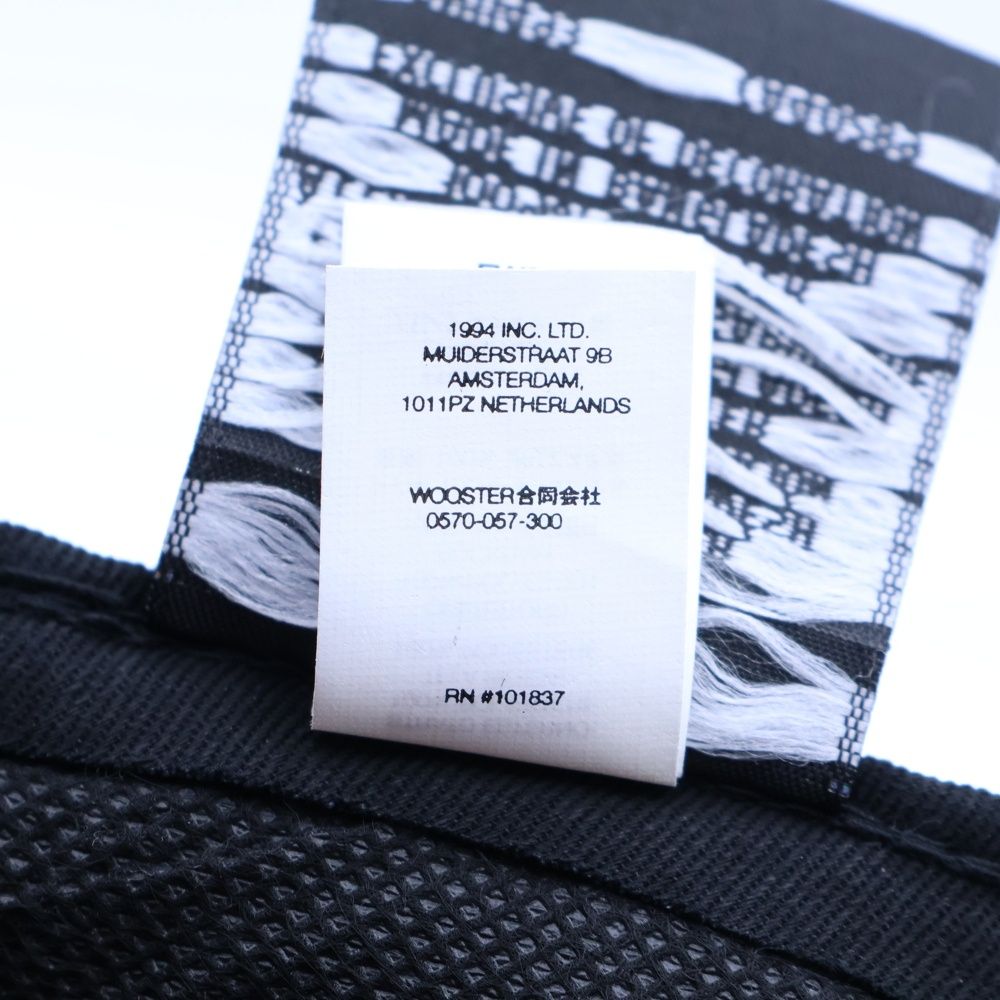 1994 INC. LTD.
MUIDERSTRAAT 9B
AMSTERDAM,
1011PZ NETHERLANDS
WOOSTER合同会社
0570-057-300
RN #101837